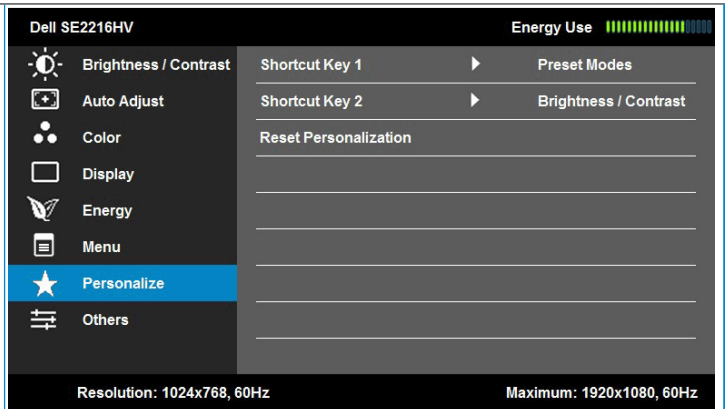 Dell SE2216HV Energy Use
Brightness / Contrast Shortcut Key 1 Preset Modes
Auto Adjust Shortcut Key 2 Brightness / Contrast
Color Reset Personalization
Display
Energy
Menu
Personalize
Others
Resolution: 1024x768, 60Hz Maximum: 1920x1080, 60Hz